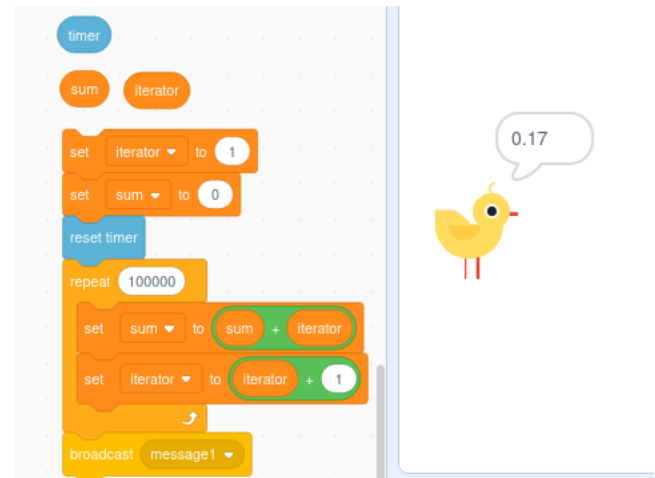 timer
sum iterator
set iterator to 1
set sum to 0
reset timer
repeat 100000
set sum to sum + iterator
set iterator to iterator + 1
broadcast message1
0.17